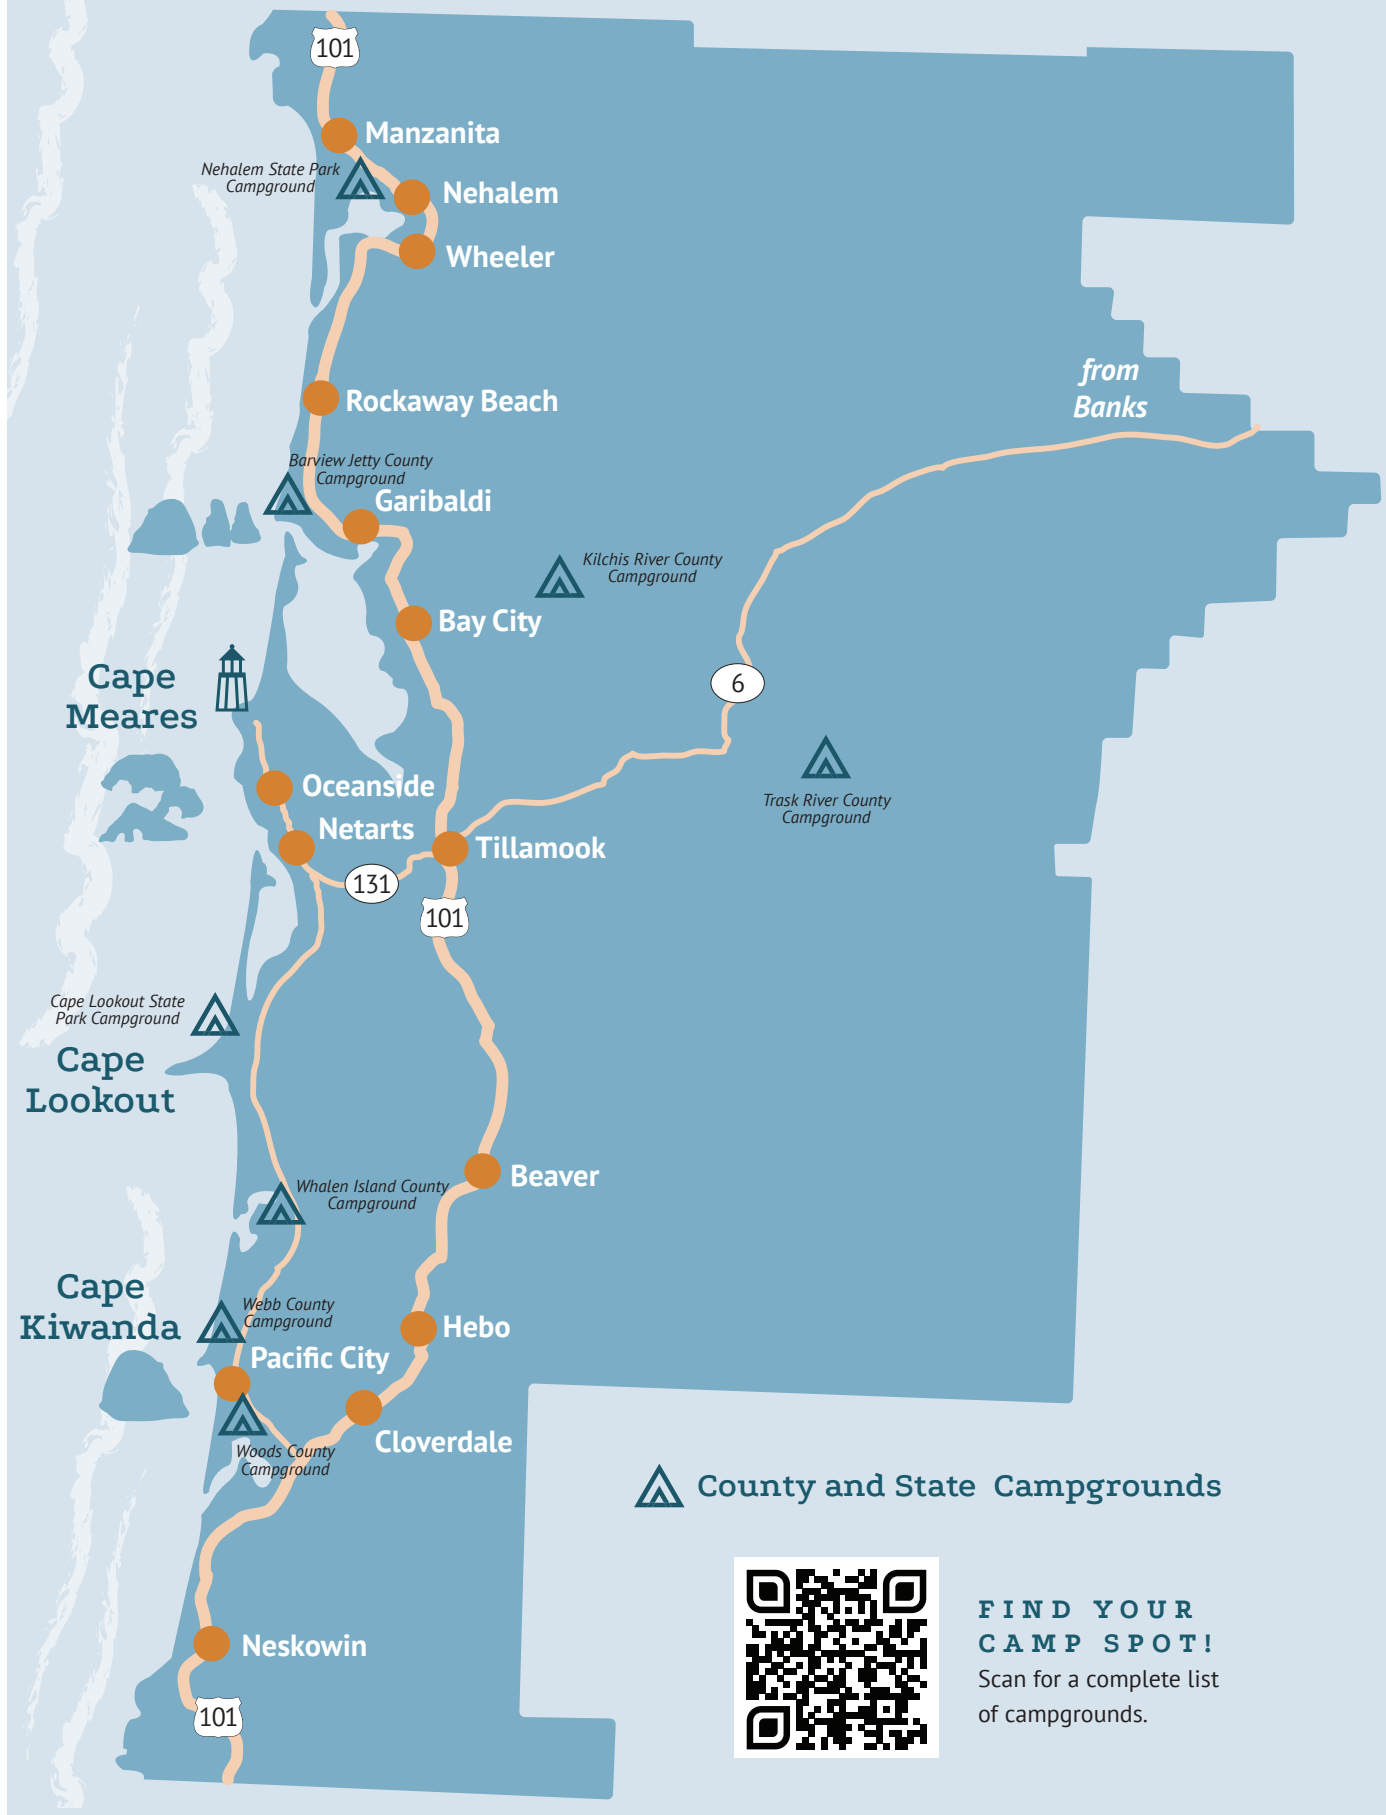 101
Manzanita
Nehalem State Park
Campground
Nehalem
Wheeler
from
Banks
Rockaway Beach
Barview Jetty County
Campground
Garibaldi
Kilchis River County
Campground
Bay City
Cape
Meares
6
Oceanside
Trask River County
Campground
Netarts
Tillamook
131
101
Cape Lookout State
Park Campground
Cape
Lookout
Beaver
Whalen Island County
Campground
Cape
Kiwanda
Webb County
Campground
Hebo
Pacific City
Cloverdale
Woods County
Campground
County and State Campgrounds
FIND YOUR
CAMP SPOT!
Scan for a complete list
of campgrounds.
Neskowin
101